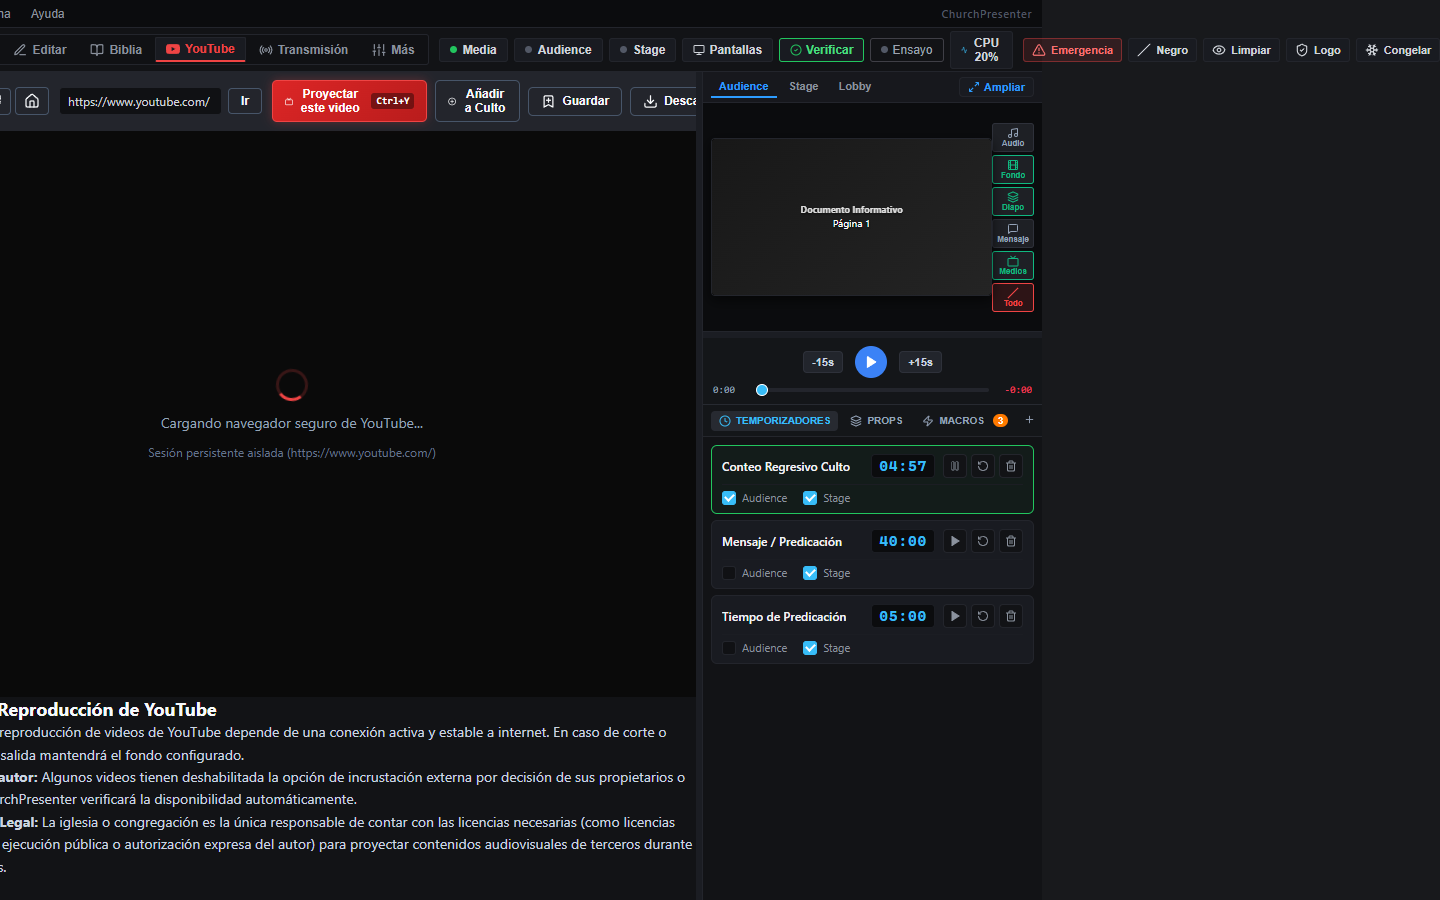 na Ayuda
ChurchPresenter
Editar Biblia YouTube Transmisión Más Media Audience Stage Pantallas Verificar Ensayo CPU 20% Emergencia Negro Limpiar Logo Congelar
https://www.youtube.com/ Ir Proyectar este video Ctrl+Y Añadir a Culto Guardar Desca
Audience Stage Lobby Ampliar
Audio
Fondo
Diapo
Mensaje
Medios
Todo
Documento Informativo
Página 1
-15s +15s
0:00 -0:00
TEMPORIZADORES PROPS MACROS 3 +
Conteo Regresivo Culto 04:57
Audience Stage
Mensaje / Predicación 40:00
Audience Stage
Tiempo de Predicación 05:00
Audience Stage
Cargando navegador seguro de YouTube...
Sesión persistente aislada (https://www.youtube.com/)
Reproducción de YouTube
reproducción de videos de YouTube depende de una conexión activa y estable a internet. En caso de corte o
salida mantendrá el fondo configurado.
autor: Algunos videos tienen deshabilitada la opción de incrustación externa por decisión de sus propietarios o
rchPresenter verificará la disponibilidad automáticamente.
Legal: La iglesia o congregación es la única responsable de contar con las licencias necesarias (como licencias
ejecución pública o autorización expresa del autor) para proyectar contenidos audiovisuales de terceros durante
s.